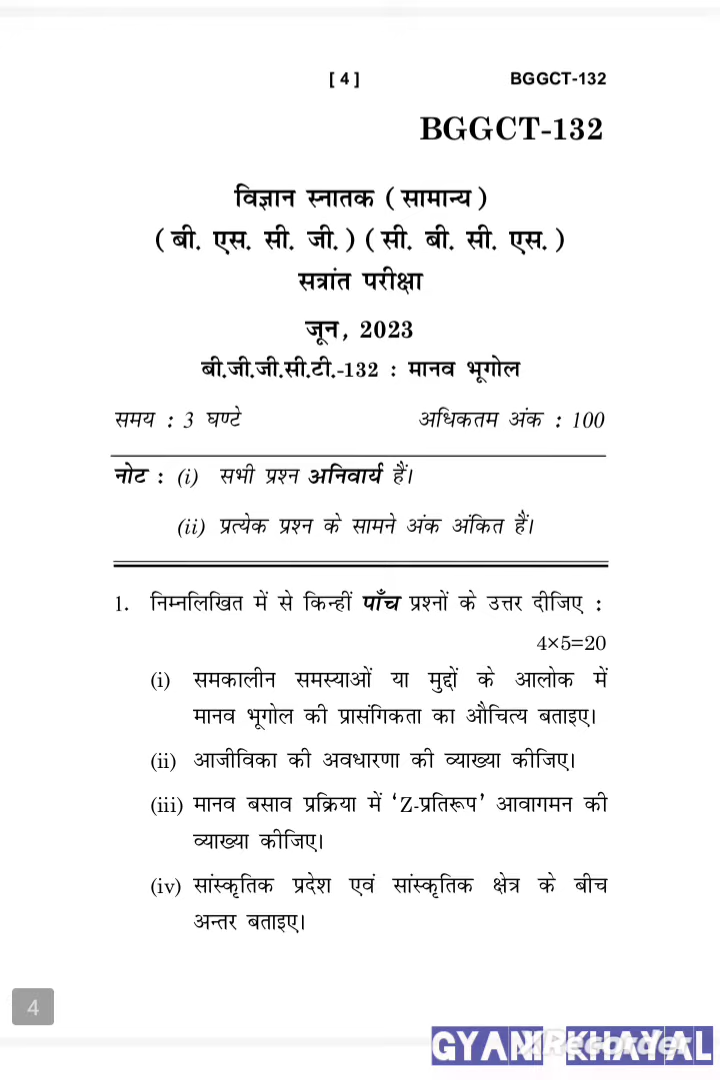 [ 4 ] BGGCT-132
BGGCT-132
विज्ञान स्नातक ( सामान्य )
( बी. एस. सी. जी. ) ( सी. बी. सी. एस. )
सत्रांत परीक्षा
जून, 2023
बी.जी.जी.सी.टी.-132 : मानव भूगोल
समय : 3 घण्टे अधिकतम अंक : 100
नोट : (i) सभी प्रश्न अनिवार्य हैं।
(ii) प्रत्येक प्रश्न के सामने अंक अंकित हैं।
1. निम्नलिखित में से किन्हीं पाँच प्रश्नों के उत्तर दीजिए :
4×5=20
(i) समकालीन समस्याओं या मुद्दों के आलोक में
मानव भूगोल की प्रासंगिकता का औचित्य बताइए।
(ii) आजीविका की अवधारणा की व्याख्या कीजिए।
(iii) मानव बसाव प्रक्रिया में ‘Z-प्रतिरूप’ आवागमन की
व्याख्या कीजिए।
(iv) सांस्कृतिक प्रदेश एवं सांस्कृतिक क्षेत्र के बीच
अन्तर बताइए।
4
GYANI KHAYAL
XRecorder